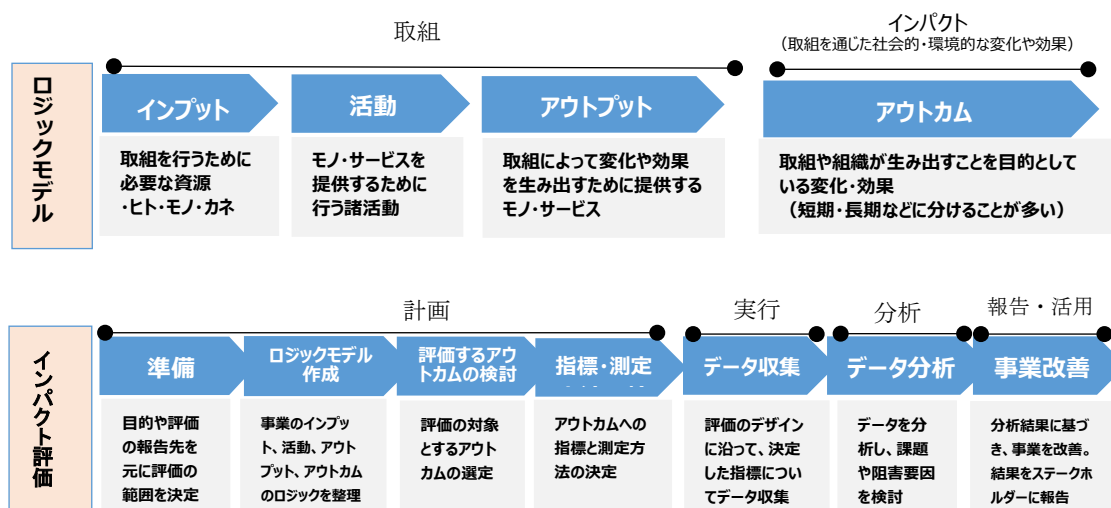 取組
インパクト
（取組を通じた社会的・環境的な変化や効果）
ロジックモデル
インプット
活動
アウトプット
アウトカム
取組を行うために
必要な資源
・ヒト・モノ・カネ
モノ・サービスを
提供するために
行う諸活動
取組によって変化や効果
を生み出すために提供する
モノ・サービス
取組や組織が生み出すことを目的として
いる変化・効果
（短期・長期などに分けることが多い）
計画
実行
分析
報告・活用
インパクト評価
準備
ロジックモデル
作成
評価するアウ
トカムの検討
指標・測定
データ収集
データ分析
事業改善
目的や評価
の報告先を
元に評価の
範囲を決定
事業のインプッ
ト、活動、アウト
プット、アウトカム
のロジックを整理
評価の対象
とするアウト
カムの選定
アウトカムへの
指標と測定方
法の決定
評価のデザイン
に沿って、決定
した指標につい
てデータ収集
データを分
析し、課題
や阻害要因
を検討
分析結果に基づ
き、事業を改善。
結果をステークホ
ルダーに報告